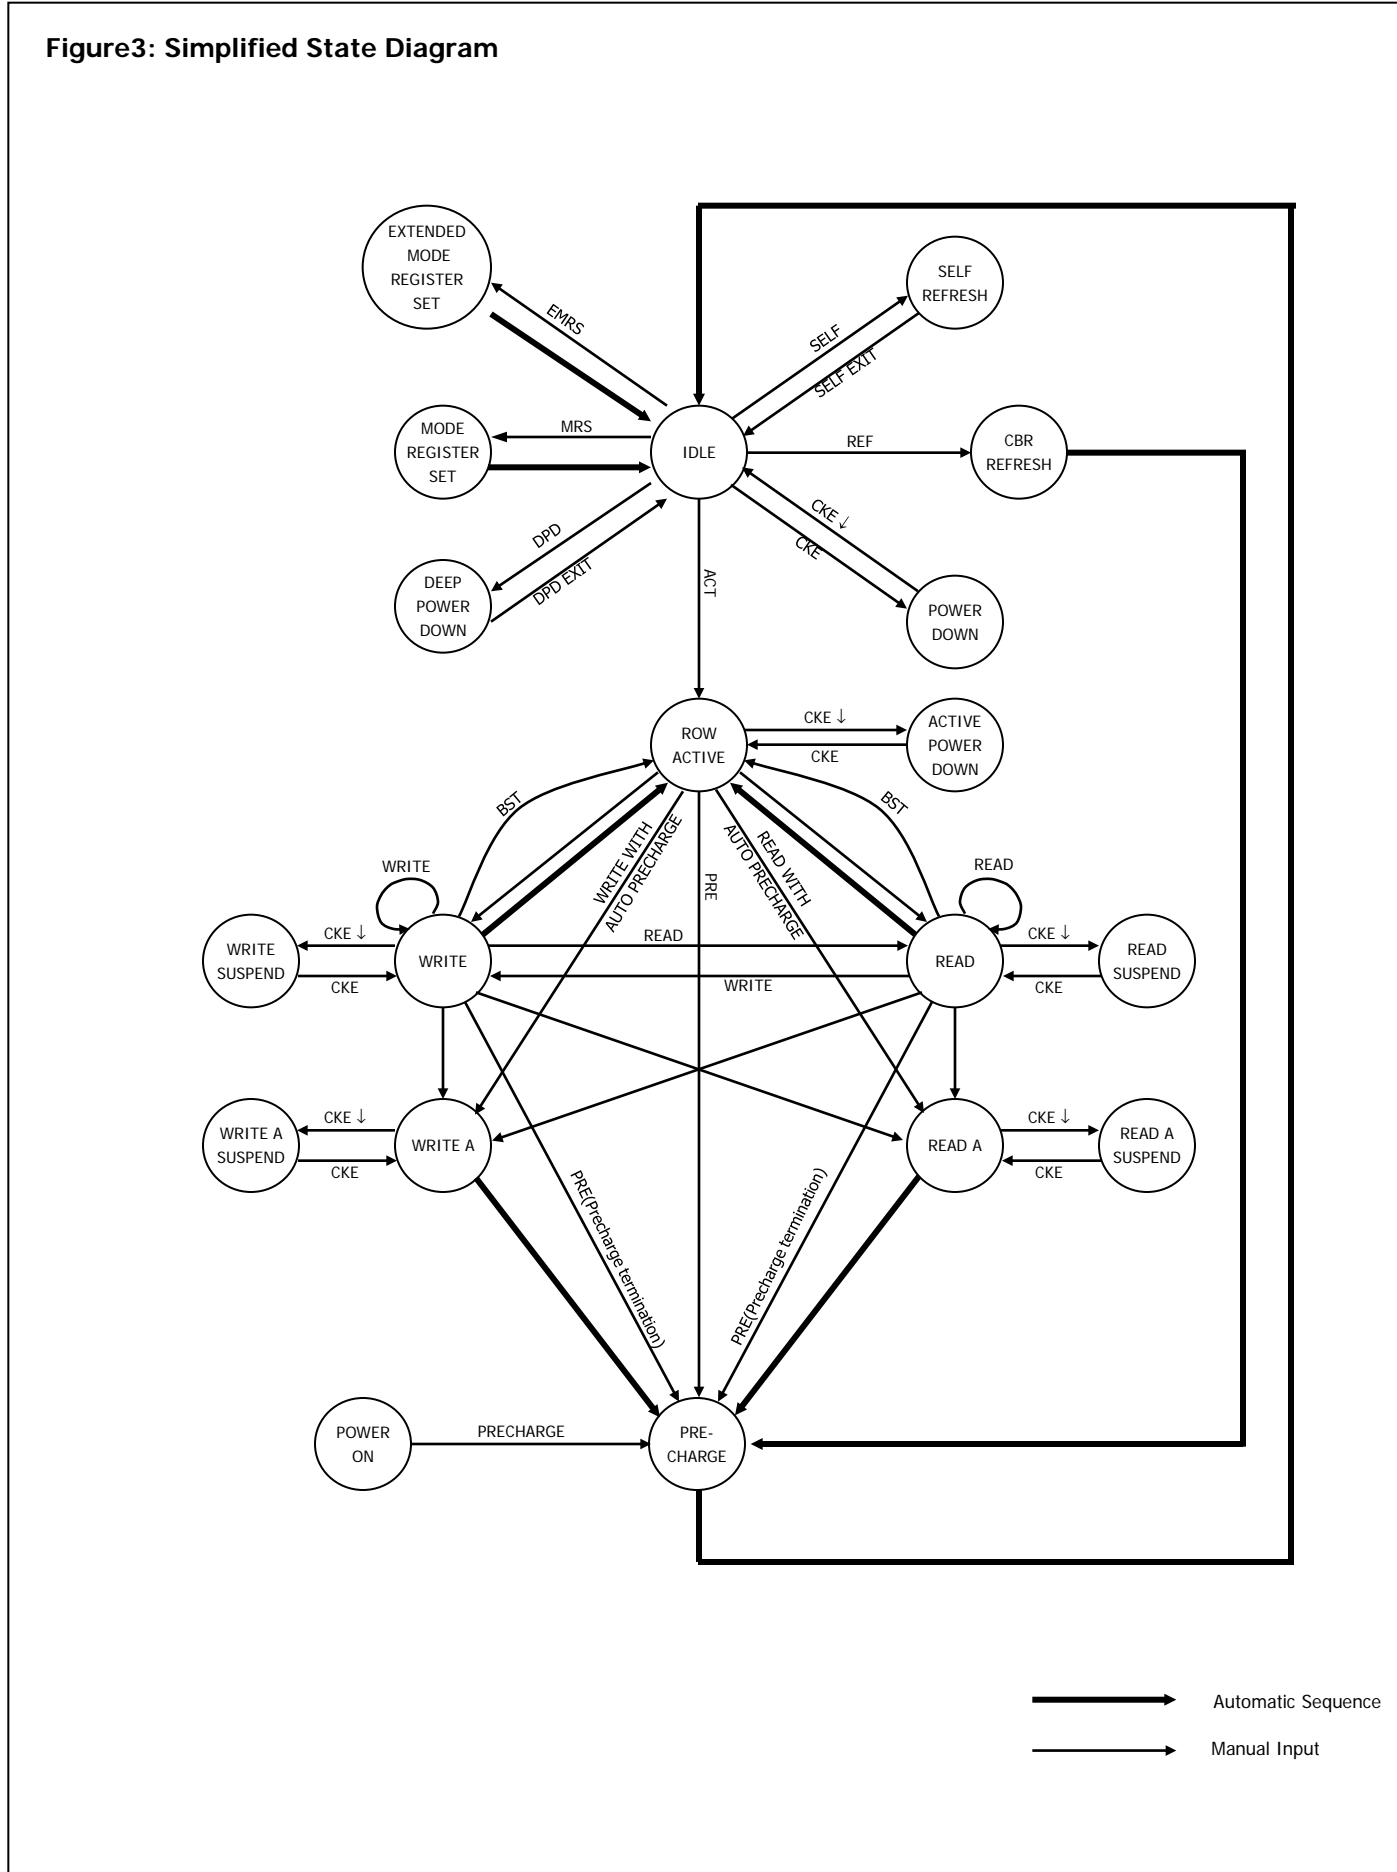 Figure3: Simplified State Diagram
EXTENDED
MODE
REGISTER
SET
SELF
REFRESH
EMRS
SELF
SELF EXIT
MODE
REGISTER
SET
MRS
IDLE
REF
CBR
REFRESH
DPD
DPD EXIT
CKE ↓
CKE
ACT
DEEP
POWER
DOWN
POWER
DOWN
ROW
ACTIVE
CKE ↓
CKE
ACTIVE
POWER
DOWN
BST
BST
WRITE WITH
AUTO PRECHARGE
PRE
READ WITH
AUTO PRECHARGE
WRITE
READ
WRITE
SUSPEND
CKE ↓
CKE
WRITE
READ
WRITE
READ
CKE ↓
CKE
READ
SUSPEND
WRITE A
SUSPEND
CKE ↓
CKE
WRITE A
READ A
CKE ↓
CKE
READ A
SUSPEND
PRE(Precharge termination)
PRE(Precharge termination)
POWER
ON
PRECHARGE
PRE-
CHARGE
Automatic Sequence
Manual Input